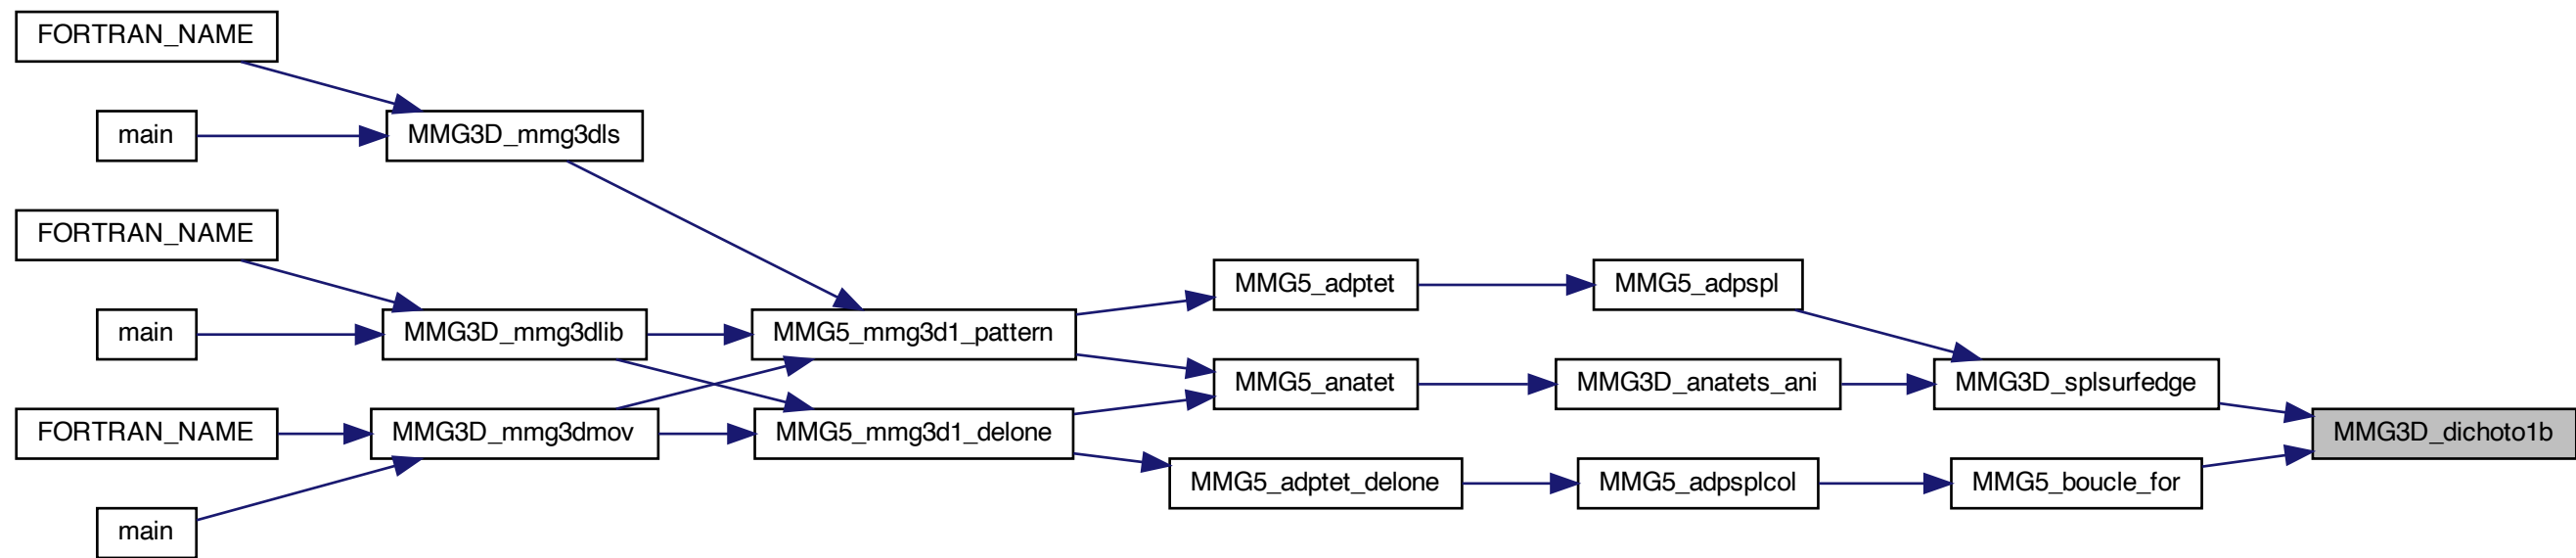 FORTRAN_NAME
main
MMG3D_mmg3dls
FORTRAN_NAME
main
MMG3D_mmg3dlib
MMG5_mmg3d1_pattern
MMG5_adptet
MMG5_adpspl
FORTRAN_NAME
MMG3D_mmg3dmov
MMG5_mmg3d1_delone
MMG5_anatet
MMG3D_anatets_ani
MMG3D_splsurfedge
MMG3D_dichoto1b
main
MMG5_adptet_delone
MMG5_adpsplcol
MMG5_boucle_for